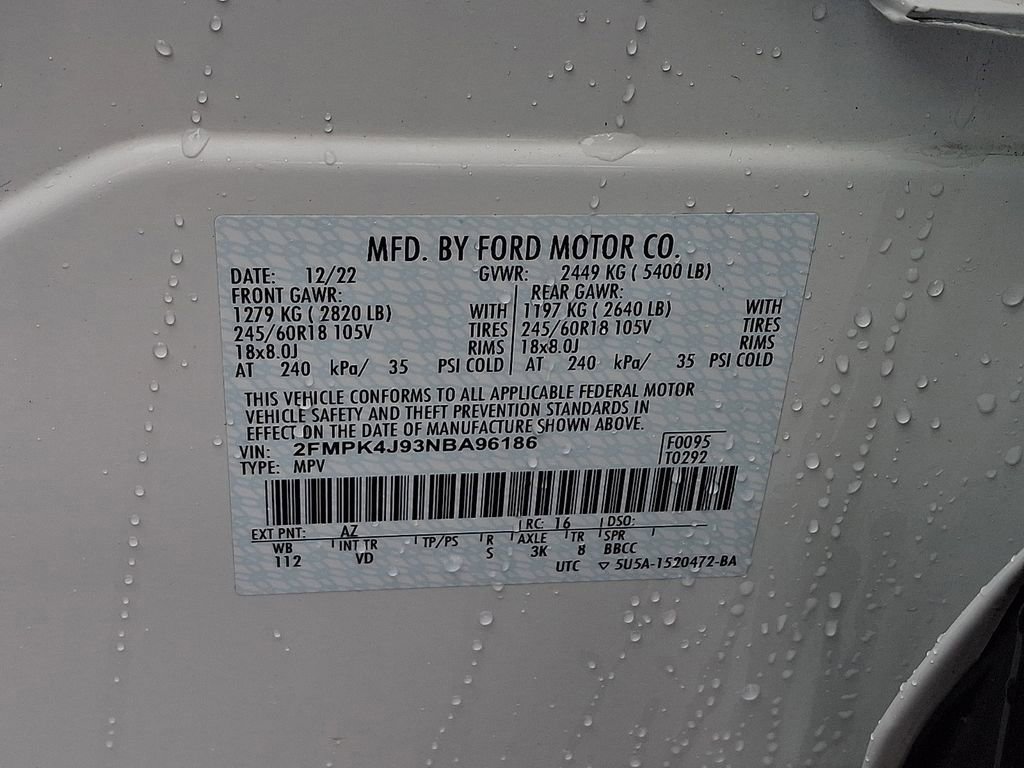 MFD. BY FORD MOTOR CO.
DATE: 12/22 GVWR: 2449 KG ( 5400 LB)
FRONT GAWR: REAR GAWR:
1279 KG ( 2820 LB) WITH 1197 KG ( 2640 LB) WITH
245/60R18 105V TIRES 245/60R18 105V TIRES
18x8.0J RIMS 18x8.0J RIMS
AT 240 kPa/ 35 PSI COLD AT 240 kPa/ 35 PSI COLD
THIS VEHICLE CONFORMS TO ALL APPLICABLE FEDERAL MOTOR
VEHICLE SAFETY AND THEFT PREVENTION STANDARDS IN
EFFECT ON THE DATE OF MANUFACTURE SHOWN ABOVE.
VIN: 2FMPK4J93NBA96186 F0095
TYPE: MPV T0292
EXT PNT: AZ RC: 16 DSO:
WB INT TR TP/PS R AXLE TR SPR
112 VD S 3K 8 BBCC
UTC ▽ 5U5A-1520472-BA